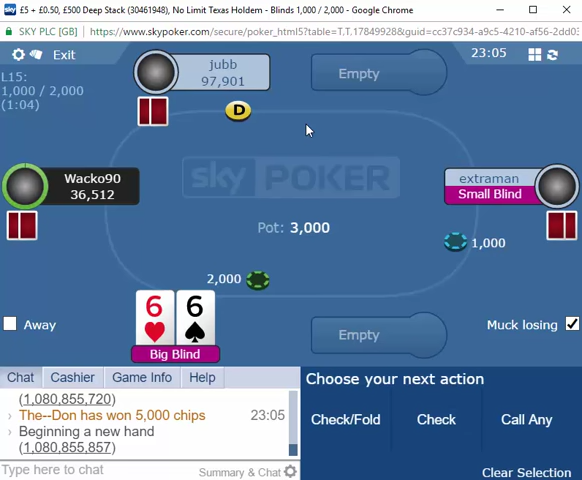 £5 + £0.50, £500 Deep Stack (30461948), No Limit Texas Holdem - Blinds 1,000 / 2,000 - Google Chrome
SKY PLC [GB]
https://www.skypoker.com/secure/poker_html5?table=T,T,17849928&guid=cc37c934-a9c5-4210-af56-2dd03
Exit
jubb
97,901
Empty
23:05
L15:
1,000 / 2,000
(1:04)
D
Wacko90
36,512
sky POKER
extraman
Small Blind
Pot: 3,000
1,000
2,000
6 6
Away
Big Blind
Empty
Muck losing
Chat Cashier Game Info Help
(1,080,855,720)
› The--Don has won 5,000 chips 23:05
› Beginning a new hand
(1,080,855,857)
Type here to chat
Summary & Chat
Choose your next action
Check/Fold Check Call Any
Clear Selection